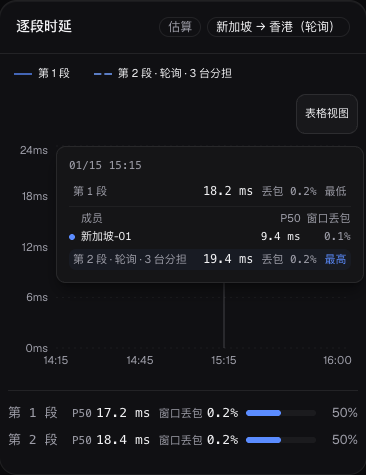 逐段时延 估算 新加坡 → 香港（轮询）
第 1 段 第 2 段 · 轮询 · 3 台分担
表格视图
24ms
01/15 15:15
第 1 段 18.2 ms 丢包 0.2% 最低
18ms
成员 P50 窗口丢包
新加坡-01 9.4 ms 0.1%
12ms
第 2 段 · 轮询 · 3 台分担 19.4 ms 丢包 0.2% 最高
6ms
0ms
14:15 14:45 15:15 16:00
第 1 段 P50 17.2 ms 窗口丢包 0.2% 50%
第 2 段 P50 18.4 ms 窗口丢包 0.2% 50%